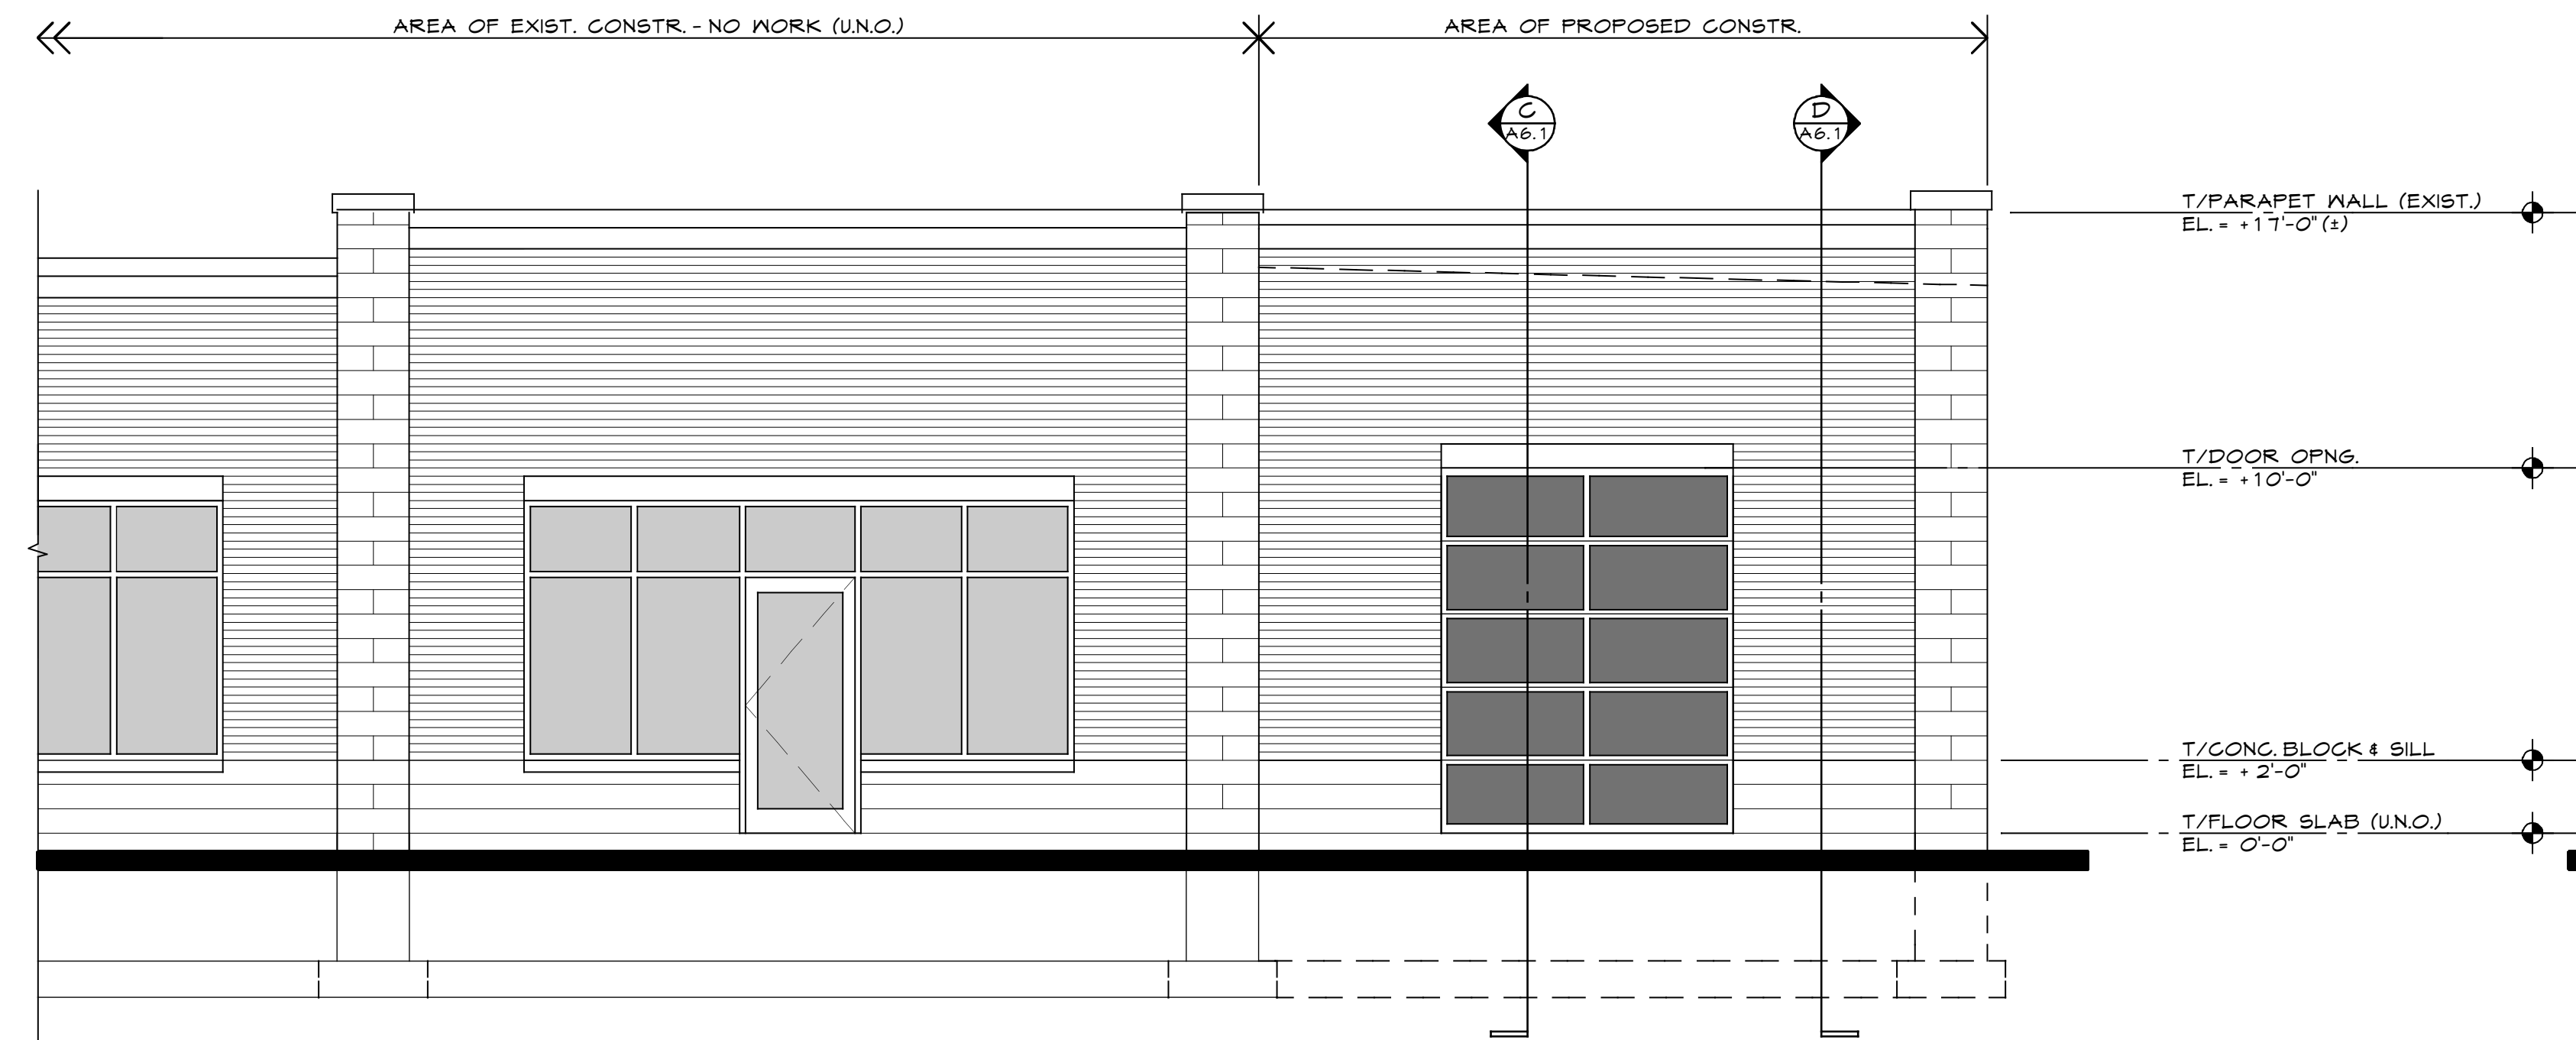 AREA OF EXIST. CONSTR. - NO WORK (U.N.O.)
AREA OF PROPOSED CONSTR.
C
A6.1
D
A6.1
T/PARAPET WALL (EXIST.)
EL. = +17'-0" (±)
T/DOOR OPNG.
EL. = +10'-0"
T/CONC. BLOCK & SILL
EL. = + 2'-0"
T/FLOOR SLAB (U.N.O.)
EL. = 0'-0"